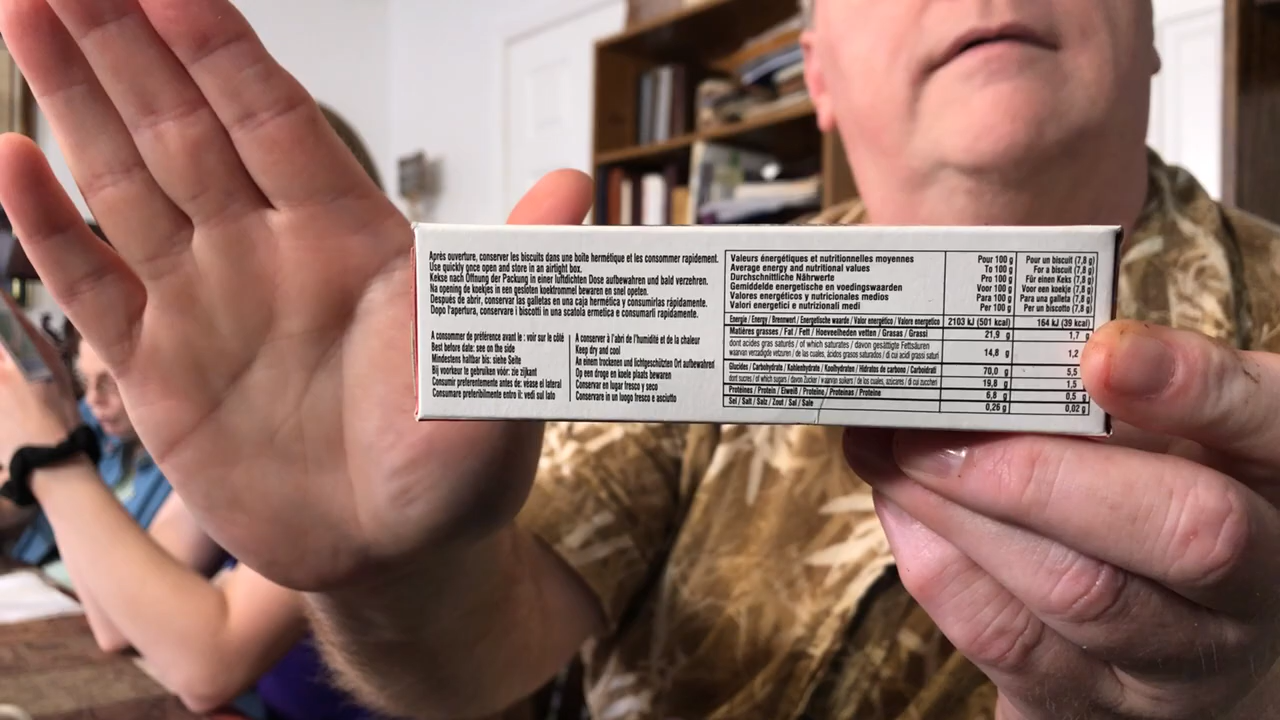 Après ouverture, conserver les biscuits dans une boîte hermétique et les consommer rapidement.
Use quickly once open and store in an airtight box.
Kekse nach Öffnung der Packung in einer luftdichten Dose aufbewahren und bald verzehren.
Na opening de koekjes in een gesloten koektrommel bewaren en snel opeten.
Después de abrir, conservar las galletas en una caja hermética y consumirlas rápidamente.
Dopo l'apertura, conservare i biscotti in una scatola ermetica e consumarli rapidamente.
A consommer de préférence avant le : voir sur le côté
Best before date: see on the side
Mindestens haltbar bis: siehe Seite
Bij voorkeur te gebruiken vóór: zie zijkant
Consumir preferentemente antes de: véase el lateral
Consumare preferibilmente entro il: vedi sul lato
A conserver à l'abri de l'humidité et de la chaleur
Keep dry and cool
An einem trockenen und lichtgeschützten Ort aufbewahren!
Op een droge en koele plaats bewaren
Conservar en lugar fresco y seco
Conservare in un luogo fresco e asciutto
Valeurs énergétiques et nutritionnelles moyennes Pour 100 g Pour un biscuit (7,8 g)
Average energy and nutritional values To 100 g For a biscuit (7,8 g)
Durchschnittliche Nährwerte Pro 100 g Für einen Keks (7,8 g)
Gemiddelde energetische en voedingswaarden Voor 100 g Voor een koekje (7,8 g)
Valores energéticos y nutricionales medios Para 100 g Para una galleta (7,8 g)
Valori energetici e nutrizionali medi Per 100 g Per un biscotto (7,8 g)
Energie / Energy / Brennwert / Energetische waarde / Valor energético / Valore energetico 2103 kJ (501 kcal) 164 kJ (39 kcal)
Matières grasses / Fat / Fett / Hoeveelheden vetten / Grasas / Grassi 21,9 g 1,7 g
dont acides gras saturés / of which saturates / davon gesättigte Fettsäuren
waarvan verzadigde vetzuren / de las cuales, ácidos grasos saturados / di cui acidi grassi saturi 14,8 g 1,2
Glucides / Carbohydrate / Kohlenhydrate / Koolhydraten / Hidratos de carbono / Carboidrati 70,0 g 5,5
dont sucres / of which sugars / davon Zucker / waarvan suikers / de los cuales, azúcares / di cui zuccheri 19,8 g 1,5
Protéines / Protein / Eiweiß / Proteïne / Proteinas / Proteine 6,8 g 0,5 g
Sel / Salt / Salz / Zout / Sal / Sale 0,26 g 0,02 g